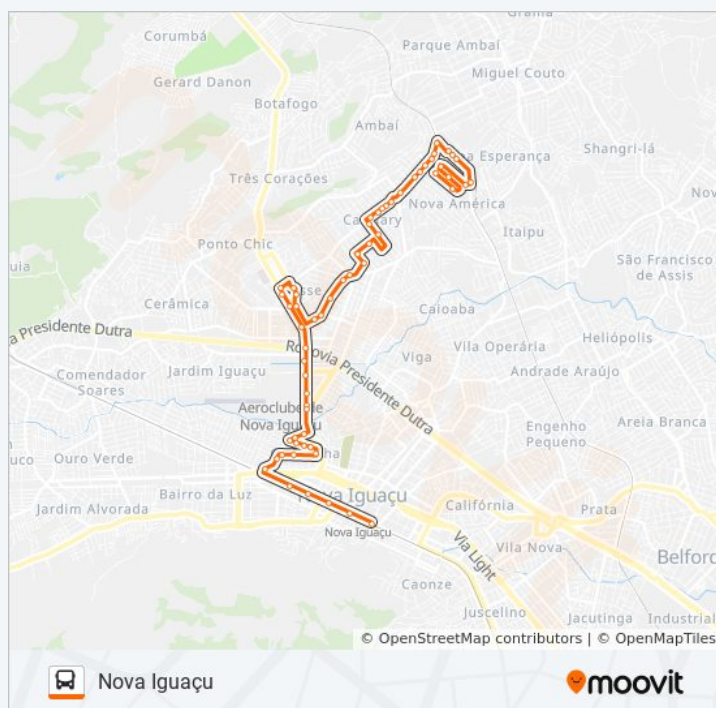 Grama
Corumbá
Parque Ambaí
Miguel Couto
Gerard Danon
Botafogo
Ambaí
Esperança
Shangri-lá
Três Corações
Nova América
Ponto Chic
Itaipu
São Francisco
de Assis
Cerâmica
Caioaba
Heliópolis
Presidente Dutra
Vila Operária
Rodovia Presidente Dutra
Viga
Comendador
Soares
Jardim Iguaçu
Andrade Araújo
Aeroclube de
Nova Iguaçu
Areia Branca
Engenho
Pequeno
Ouro Verde
Bairro da Luz
Nova Iguaçu
Califórnia
Prata
Jardim Alvorada
Nova Iguaçu
Via Light
Vila Nova
Belford
Caonze
Juscelino
Jacutinga
Industrial
© OpenStreetMap contributors | © OpenMapTiles
Nova Iguaçu
moovit